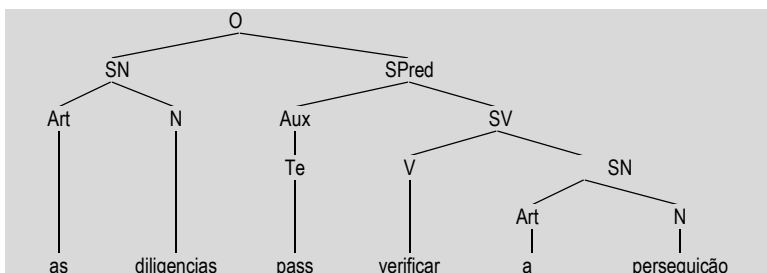 O
SN SPred
Art N Aux SV
Te V SN
Art N
as diligencias pass verificar a perseguição